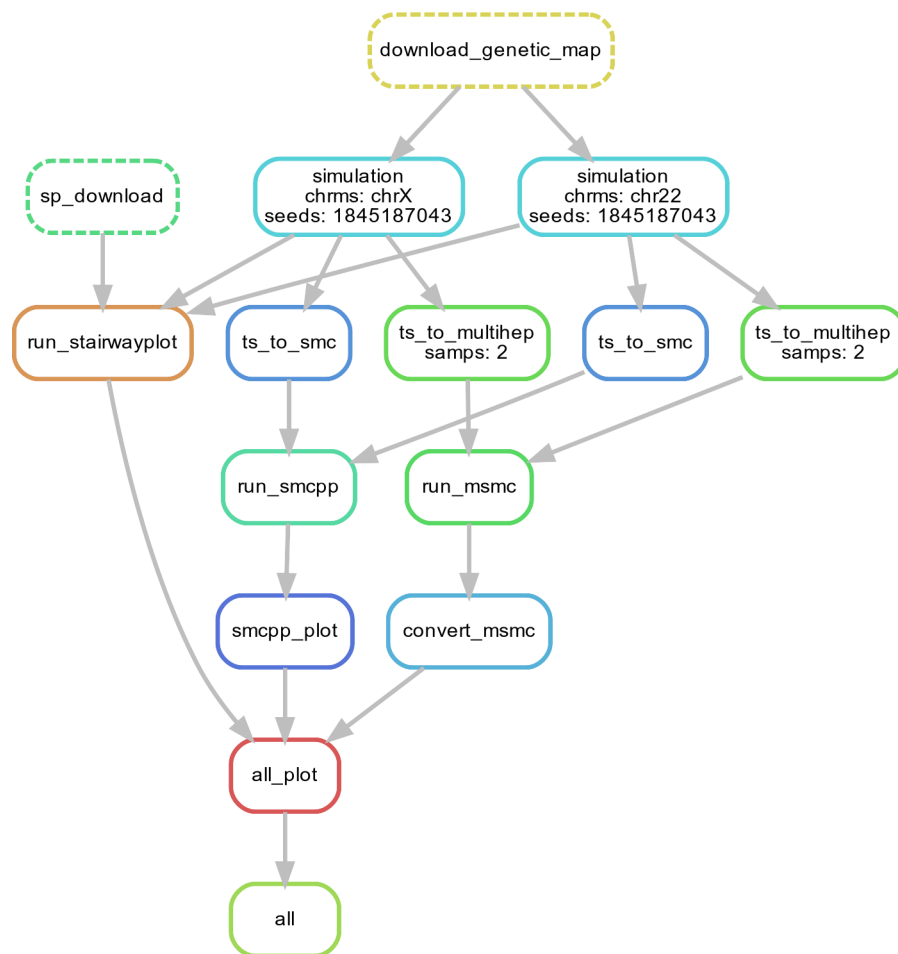 download_genetic_map
sp_download
simulation
chrms: chrX
seeds: 1845187043
simulation
chrms: chr22
seeds: 1845187043
run_stairwayplot
ts_to_smc
ts_to_multihep
samps: 2
ts_to_smc
ts_to_multihep
samps: 2
run_smcpp
run_msmc
smcpp_plot
convert_msmc
all_plot
all